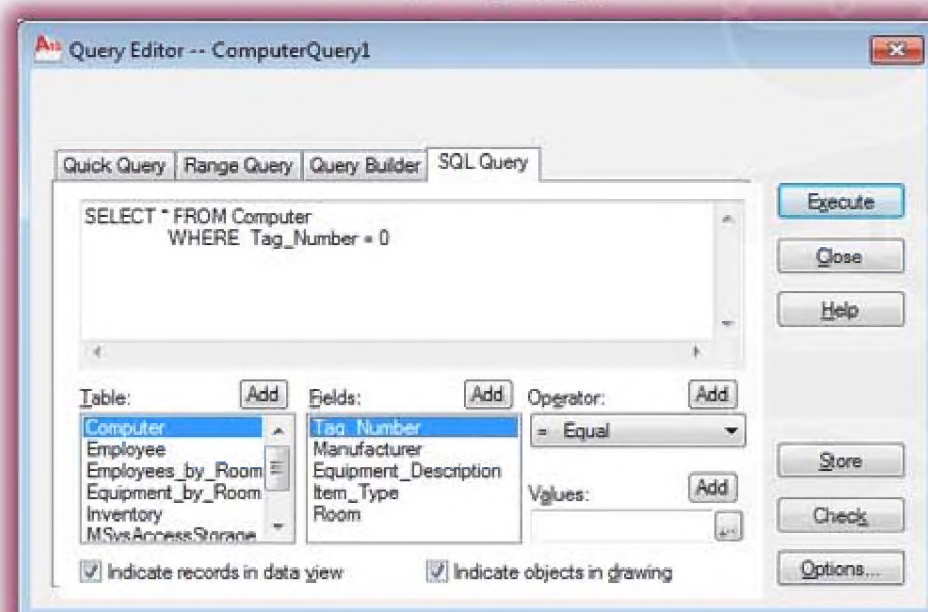 Query Editor -- ComputerQuery1
Quick Query Range Query Query Builder SQL Query
SELECT * FROM Computer
WHERE Tag_Number = 0
Execute
Close
Help
Table: Add
Computer
Employee
Employees_by_Room
Equipment_by_Room
Inventory
MSysAccessStorage
Fields: Add
Tag_Number
Manufacturer
Equipment_Description
Item_Type
Room
Operator: Add
= Equal
Values: Add
...
Store
Check
Options...
Indicate records in data view
Indicate objects in drawing